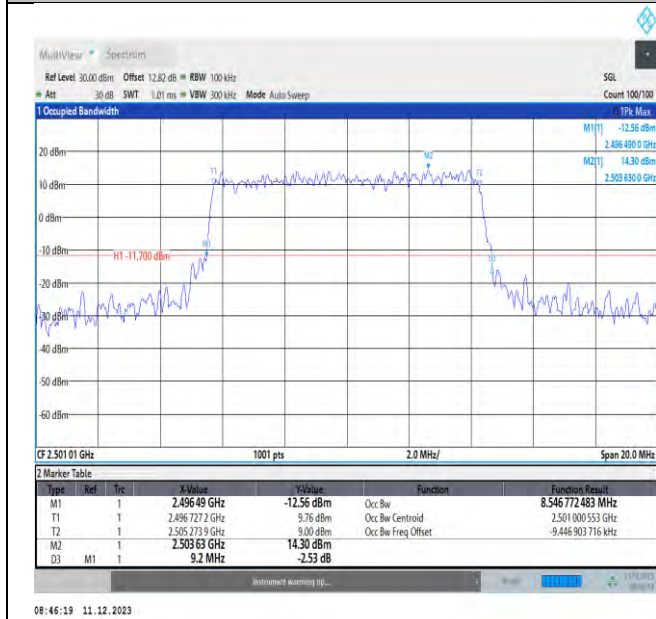 MultiView Spectrum
Ref Level 30.00 dBm Offset 12.82 dB RBW 100 kHz SGL
Att 30 dB SWT 1.01 ms VBW 300 kHz Mode Auto Sweep Count 100/100
1 Occupied Bandwidth 1Pk Max
M1[1] -12.56 dBm
2.496 490 0 GHz
M2[1] 14.30 dBm
2.503 630 0 GHz
20 dBm
M2
T1
T2
10 dBm
0 dBm
-10 dBm
M1
H1 -11.700 dBm
D3
-20 dBm
-30 dBm
-40 dBm
-50 dBm
-60 dBm
CF 2.501 01 GHz 1001 pts 2.0 MHz/ Span 20.0 MHz
2 Marker Table
Type Ref Trc X-Value Y-Value Function Function Result
M1 1 2.496 49 GHz -12.56 dBm Occ Bw 8.546 772 483 MHz
T1 1 2.496 727 2 GHz 9.76 dBm Occ Bw Centroid 2.501 000 553 GHz
T2 1 2.505 273 9 GHz 9.00 dBm Occ Bw Freq Offset -9.446 903 716 kHz
M2 1 2.503 63 GHz 14.30 dBm
D3 M1 1 9.2 MHz -2.53 dB
Instrument warming up...
08:46:19 11.12.2023